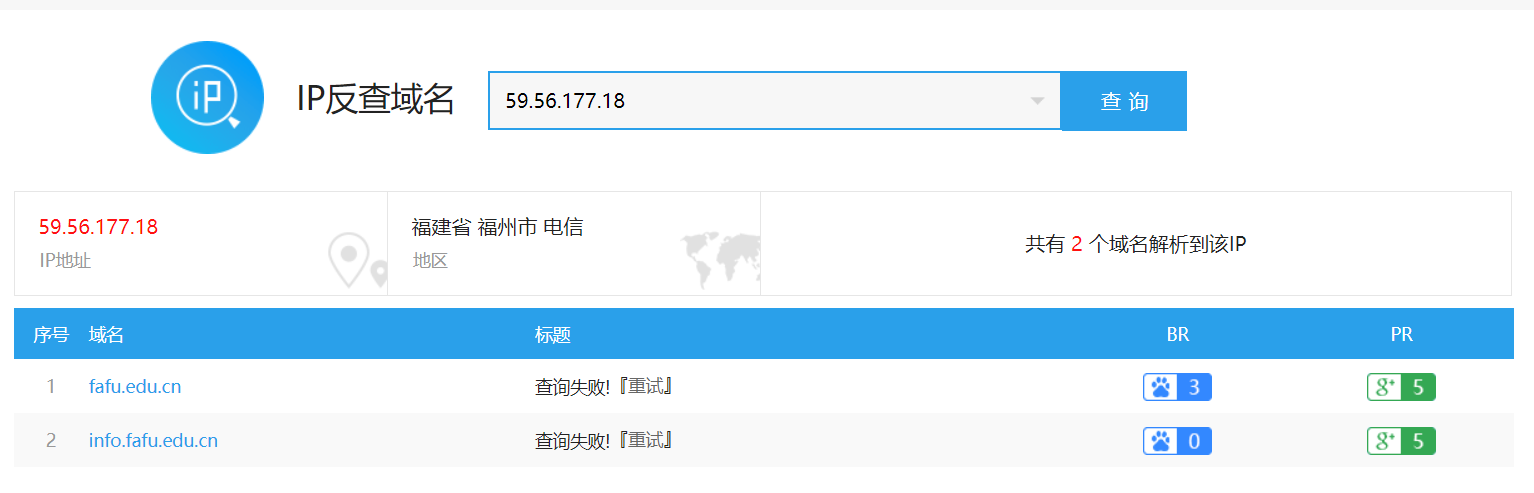 iP
IP反查域名
59.56.177.18
查 询
59.56.177.18
IP地址
福建省 福州市 电信
地区
共有 2 个域名解析到该IP
序号 域名 标题 BR PR
1 fafu.edu.cn 查询失败!『重试』 3 g+ 5
2 info.fafu.edu.cn 查询失败!『重试』 0 g+ 5